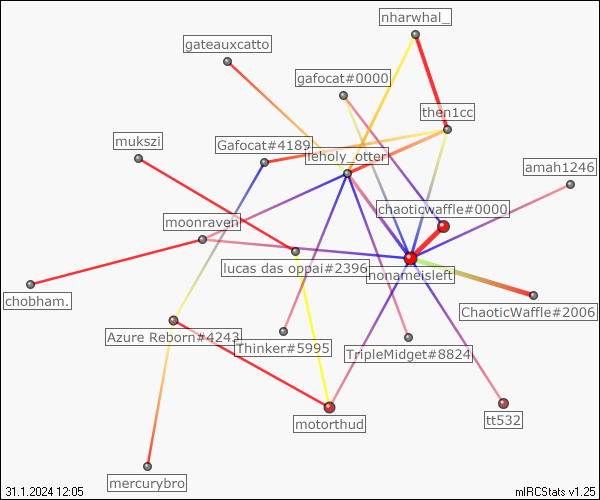 nharwhal_
gateauxcatto
gafocat#0000
then1cc
mukszi
Gafocat#4189
leholy_otter
amah1246
chaoticwaffle#0000
moonraven
lucas das oppai#2396
nonameisleft
chobham.
ChaoticWaffle#2006
Azure Reborn#4243
Thinker#5995
TripleMidget#8824
motorthud
tt532
mercurybro
31.1.2024 12:05
mIRCStats v1.25